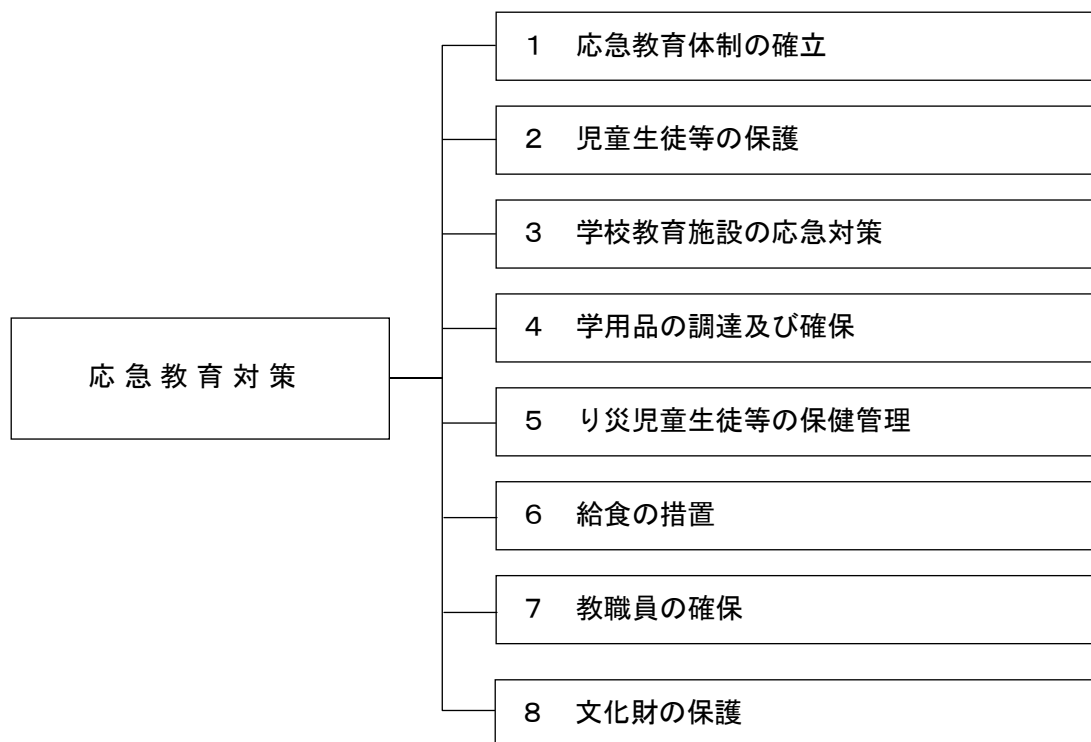 1 応急教育体制の確立
2 児童生徒等の保護
3 学校教育施設の応急対策
4 学用品の調達及び確保
応急教育対策
5 り災児童生徒等の保健管理
6 給食の措置
7 教職員の確保
8 文化財の保護